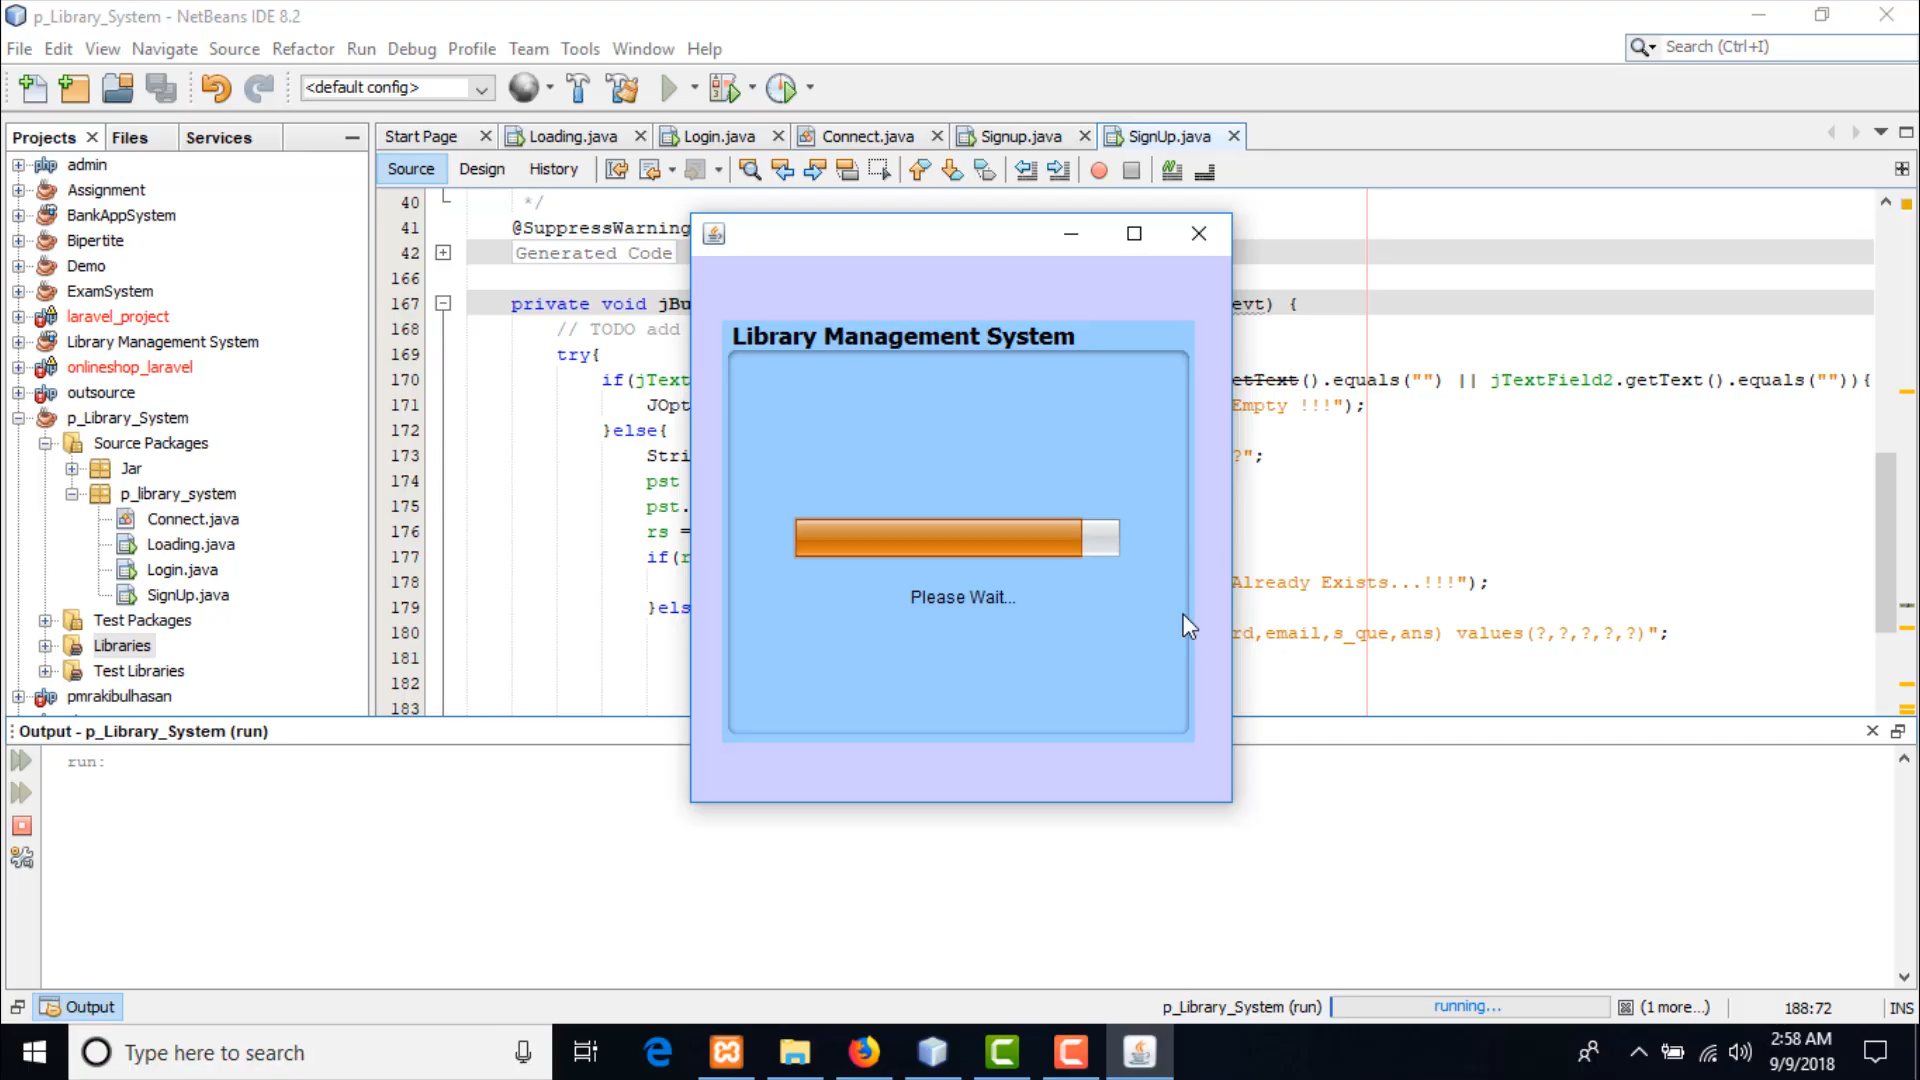 p_Library_System - NetBeans IDE 8.2
File Edit View Navigate Source Refactor Run Debug Profile Team Tools Window Help
Search (Ctrl+I)
<default config>
Projects Files Services
Start Page Loading.java Login.java Connect.java Signup.java SignUp.java
Source Design History
admin
Assignment
BankAppSystem
Bipertite
Demo
ExamSystem
laravel_project
Library Management System
onlineshop_laravel
outsource
p_Library_System
Source Packages
Jar
p_library_system
Connect.java
Loading.java
Login.java
SignUp.java
Test Packages
Libraries
Test Libraries
pmrakibulhasan
40 */
41 @SuppressWarning
42 Generated Code
166
167 private void jBu evt) {
168 // TODO add
169 try{
170 if(jText etText().equals("") || jTextField2.getText().equals("")){
171 JOpt Empty !!!");
172 }else{
173 Stri ?";
174 pst
175 pst.
176 rs =
177 if(r
178 Already Exists...!!!");
179 }els
180 rd,email,s_que,ans) values(?,?,?,?,?)";
181
182
183
Library Management System
Please Wait...
Output - p_Library_System (run)
run:
Output
p_Library_System (run) running... (1 more...) 188:72 INS
Type here to search
2:58 AM
9/9/2018